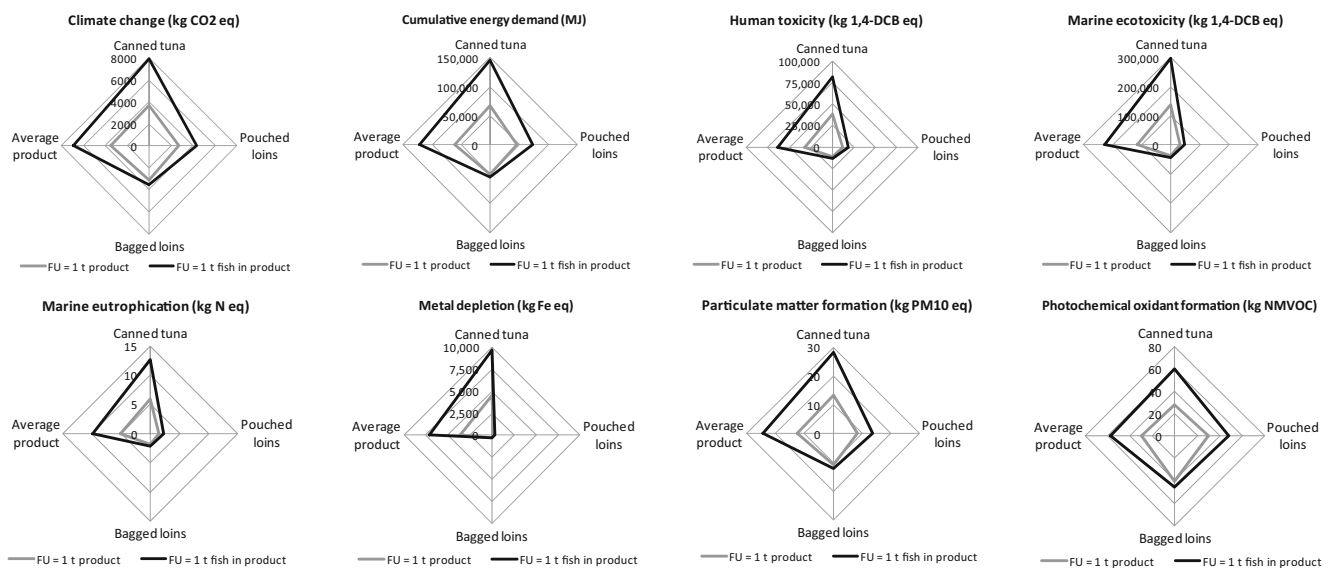 Climate change (kg CO2 eq)
Canned tuna
8000
6000
4000
2000
0
Average
product
Pouched
loins
Bagged loins
FU = 1 t product
FU = 1 t fish in product
Cumulative energy demand (MJ)
Canned tuna
150,000
100,000
50,000
0
Average
product
Pouched
loins
Bagged loins
FU = 1 t product
FU = 1 t fish in product
Human toxicity (kg 1,4-DCB eq)
Canned tuna
100,000
75,000
50,000
25,000
0
Average
product
Pouched
loins
Bagged loins
FU = 1 t product
FU = 1 t fish in product
Marine ecotoxicity (kg 1,4-DCB eq)
Canned tuna
300,000
200,000
100,000
0
Average
product
Pouched
loins
Bagged loins
FU = 1 t product
FU = 1 t fish in product
Marine eutrophication (kg N eq)
Canned tuna
15
10
5
0
Average
product
Pouched
loins
Bagged loins
FU = 1 t product
FU = 1 t fish in product
Metal depletion (kg Fe eq)
Canned tuna
10,000
7,500
5,000
2,500
0
Average
product
Pouched
loins
Bagged loins
FU = 1 t product
FU = 1 t fish in product
Particulate matter formation (kg PM10 eq)
Canned tuna
30
20
10
0
Average
product
Pouched
loins
Bagged loins
FU = 1 t product
FU = 1 t fish in product
Photochemical oxidant formation (kg NMVOC)
Canned tuna
80
60
40
20
0
Average
product
Pouched
loins
Bagged loins
FU = 1 t product
FU = 1 t fish in product